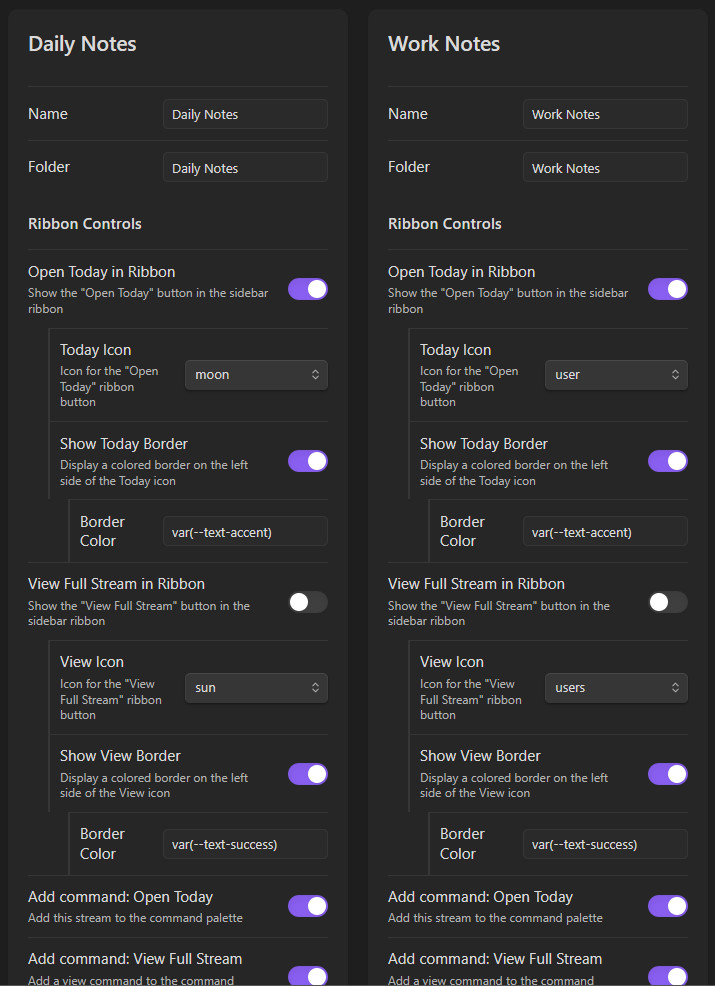 Daily Notes
Name
Daily Notes
Folder
Daily Notes
Ribbon Controls
Open Today in Ribbon
Show the "Open Today" button in the sidebar
ribbon
Today Icon
Icon for the "Open
Today" ribbon
button
moon
Show Today Border
Display a colored border on the left
side of the Today icon
Border
Color
var(--text-accent)
View Full Stream in Ribbon
Show the "View Full Stream" button in the
sidebar ribbon
View Icon
Icon for the "View
Full Stream" ribbon
button
sun
Show View Border
Display a colored border on the left
side of the View icon
Border
Color
var(--text-success)
Add command: Open Today
Add this stream to the command palette
Add command: View Full Stream
Add a view command to the command
Work Notes
Name
Work Notes
Folder
Work Notes
Ribbon Controls
Open Today in Ribbon
Show the "Open Today" button in the sidebar
ribbon
Today Icon
Icon for the "Open
Today" ribbon
button
user
Show Today Border
Display a colored border on the left
side of the Today icon
Border
Color
var(--text-accent)
View Full Stream in Ribbon
Show the "View Full Stream" button in the
sidebar ribbon
View Icon
Icon for the "View
Full Stream" ribbon
button
users
Show View Border
Display a colored border on the left
side of the View icon
Border
Color
var(--text-success)
Add command: Open Today
Add this stream to the command palette
Add command: View Full Stream
Add a view command to the command